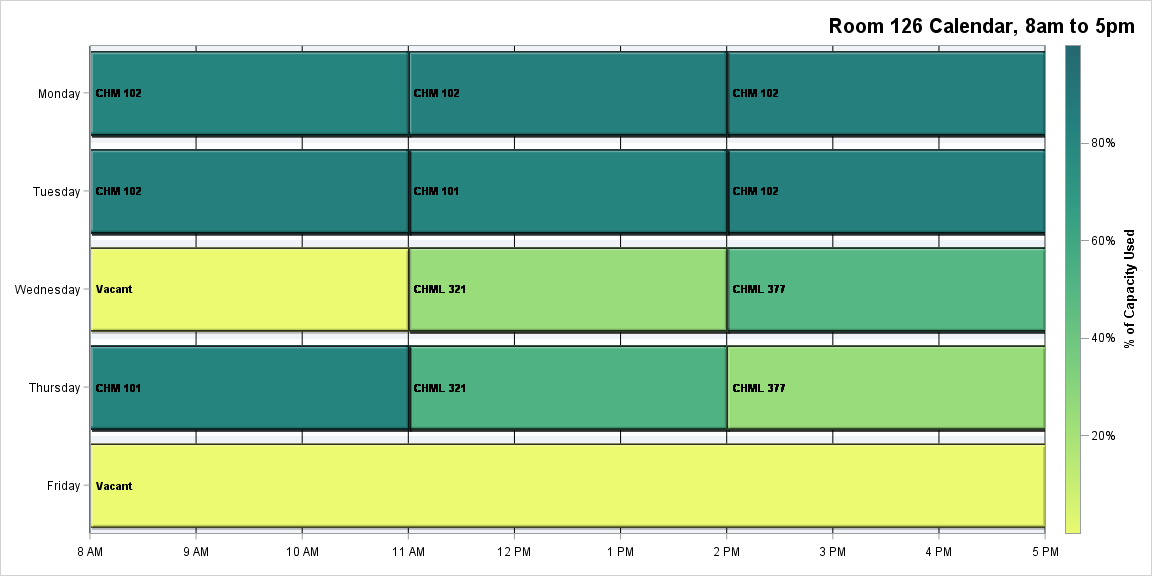 Room 126 Calendar, 8am to 5pm
Monday
CHM 102
CHM 102
CHM 102
Tuesday
CHM 102
CHM 101
CHM 102
Wednesday
Vacant
CHML 321
CHML 377
Thursday
CHM 101
CHML 321
CHML 377
Friday
Vacant
8 AM
9 AM
10 AM
11 AM
12 PM
1 PM
2 PM
3 PM
4 PM
5 PM
80%
60%
40%
20%
% of Capacity Used